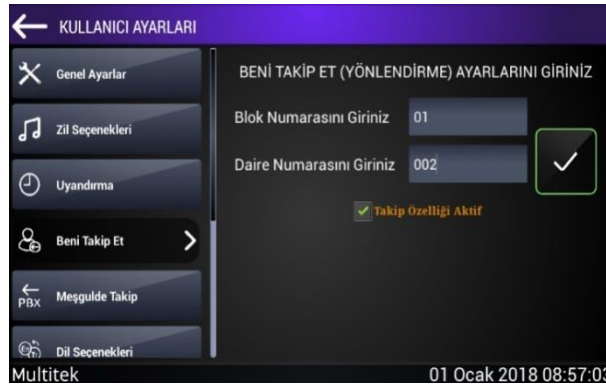 KULLANICI AYARLARI
Genel Ayarlar
Zil Seçenekleri
Uyandırma
Beni Takip Et
PBX Meşgulde Takip
Dil Seçenekleri
BENİ TAKİP ET (YÖNLENDİRME) AYARLARINI GİRİNİZ
Blok Numarasını Giriniz 01
Daire Numarasını Giriniz 002
Takip Özelliği Aktif
Multitek 01 Ocak 2018 08:57:03